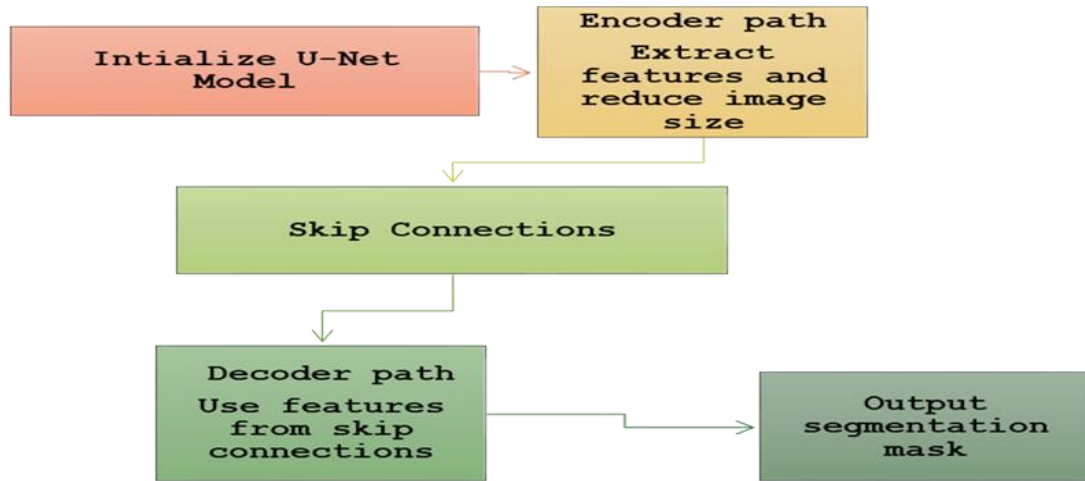 Intialize U-Net
Model
Encoder path
Extract
features and
reduce image
size
Skip Connections
Decoder path
Use features
from skip
connections
Output
segmentation
mask